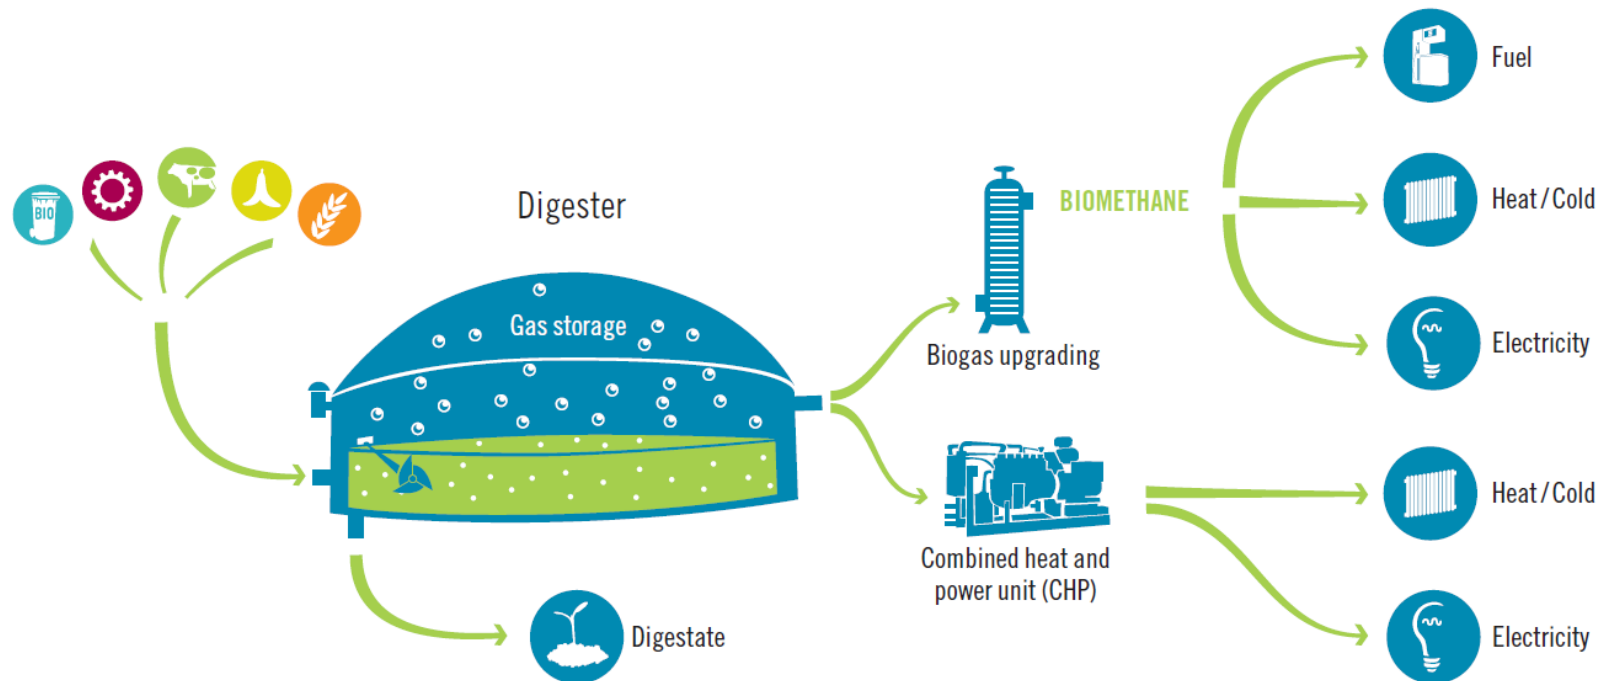 BIO
Digester
Gas storage
Biogas upgrading
BIOMETHANE
Fuel
Heat / Cold
Electricity
Combined heat and
power unit (CHP)
Heat / Cold
Electricity
Digestate